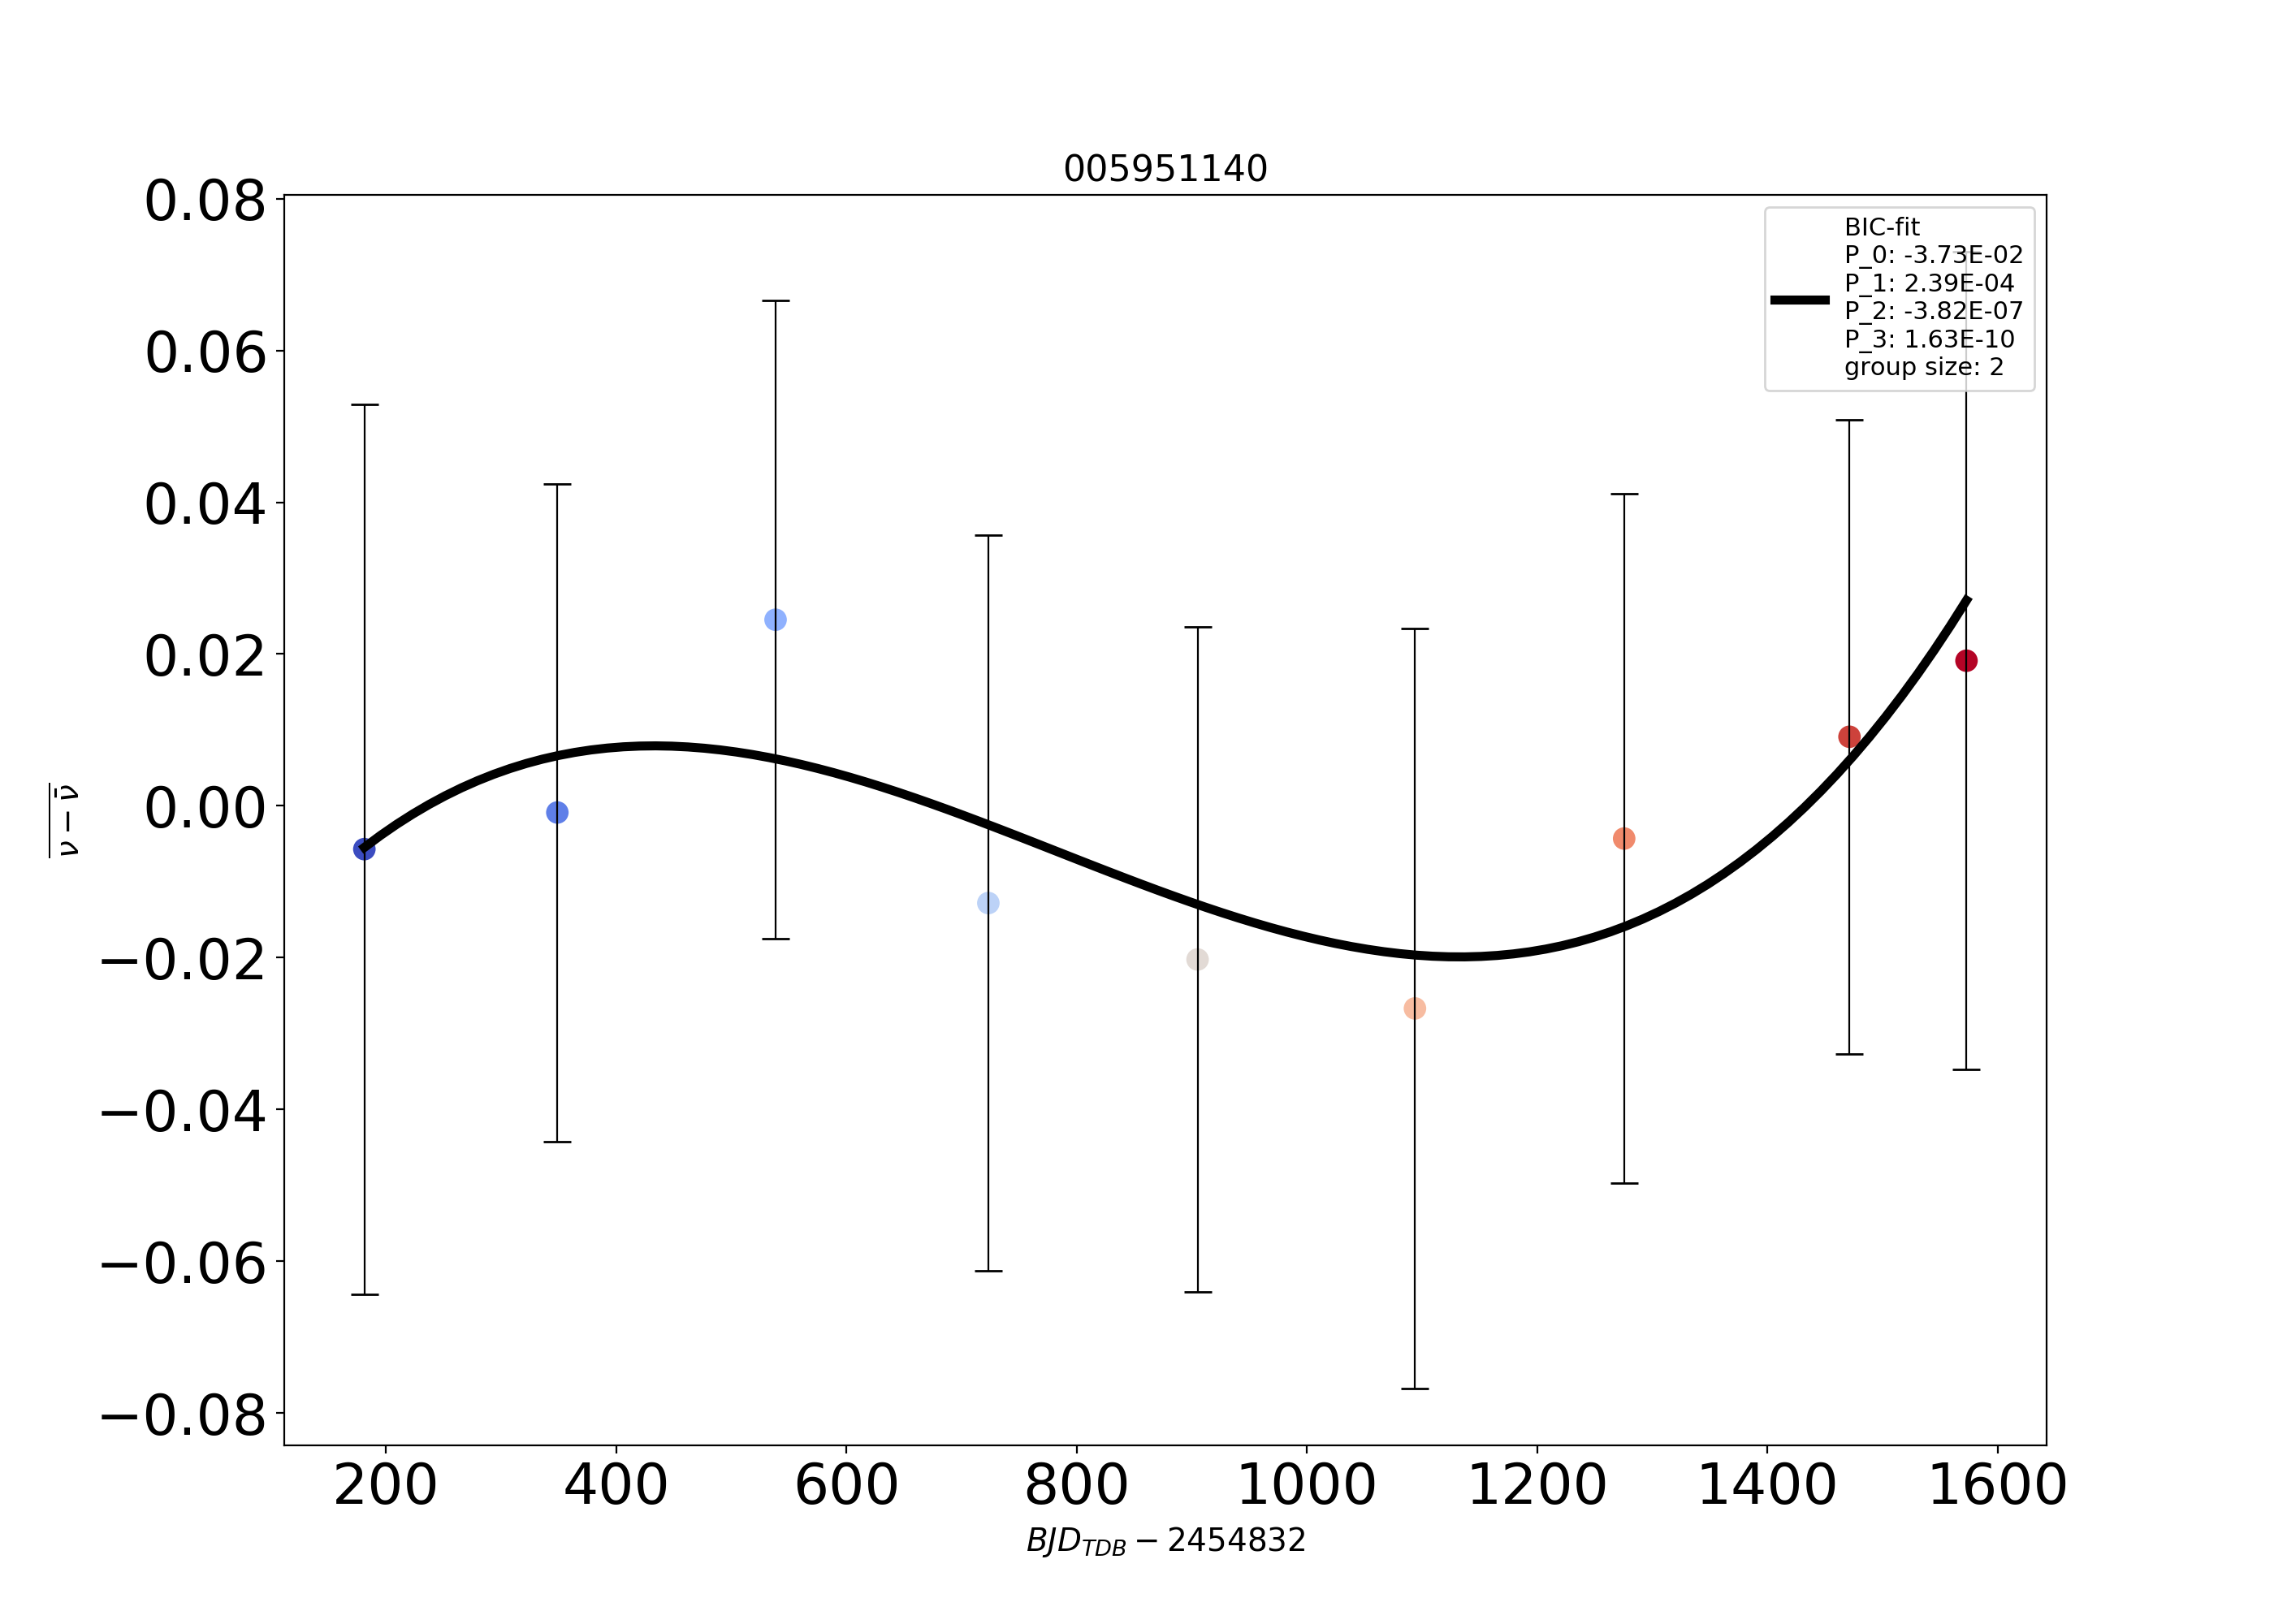 005951140
BIC-fit
P_0: -3.73E-02
P_1: 2.39E-04
P_2: -3.82E-07
P_3: 1.63E-10
group size: 2
0.08
0.06
0.04
0.02
0.00
−0.02
−0.04
−0.06
−0.08
ν − ν̄
200 400 600 800 1000 1200 1400 1600
BJD_TDB − 2454832